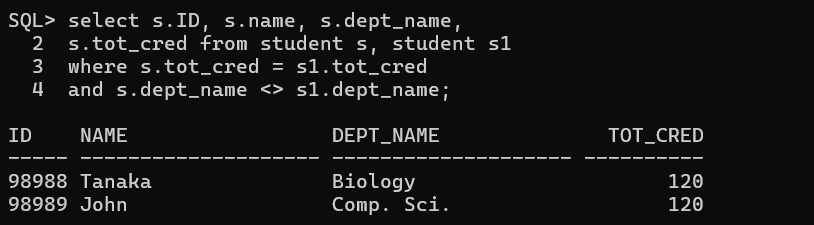 SQL> select s.ID, s.name, s.dept_name,
  2  s.tot_cred from student s, student s1
  3  where s.tot_cred = s1.tot_cred
  4  and s.dept_name <> s1.dept_name;

ID    NAME                 DEPT_NAME              TOT_CRED
----- -------------------- -------------------- ----------
98988 Tanaka               Biology                     120
98989 John                 Comp. Sci.                  120